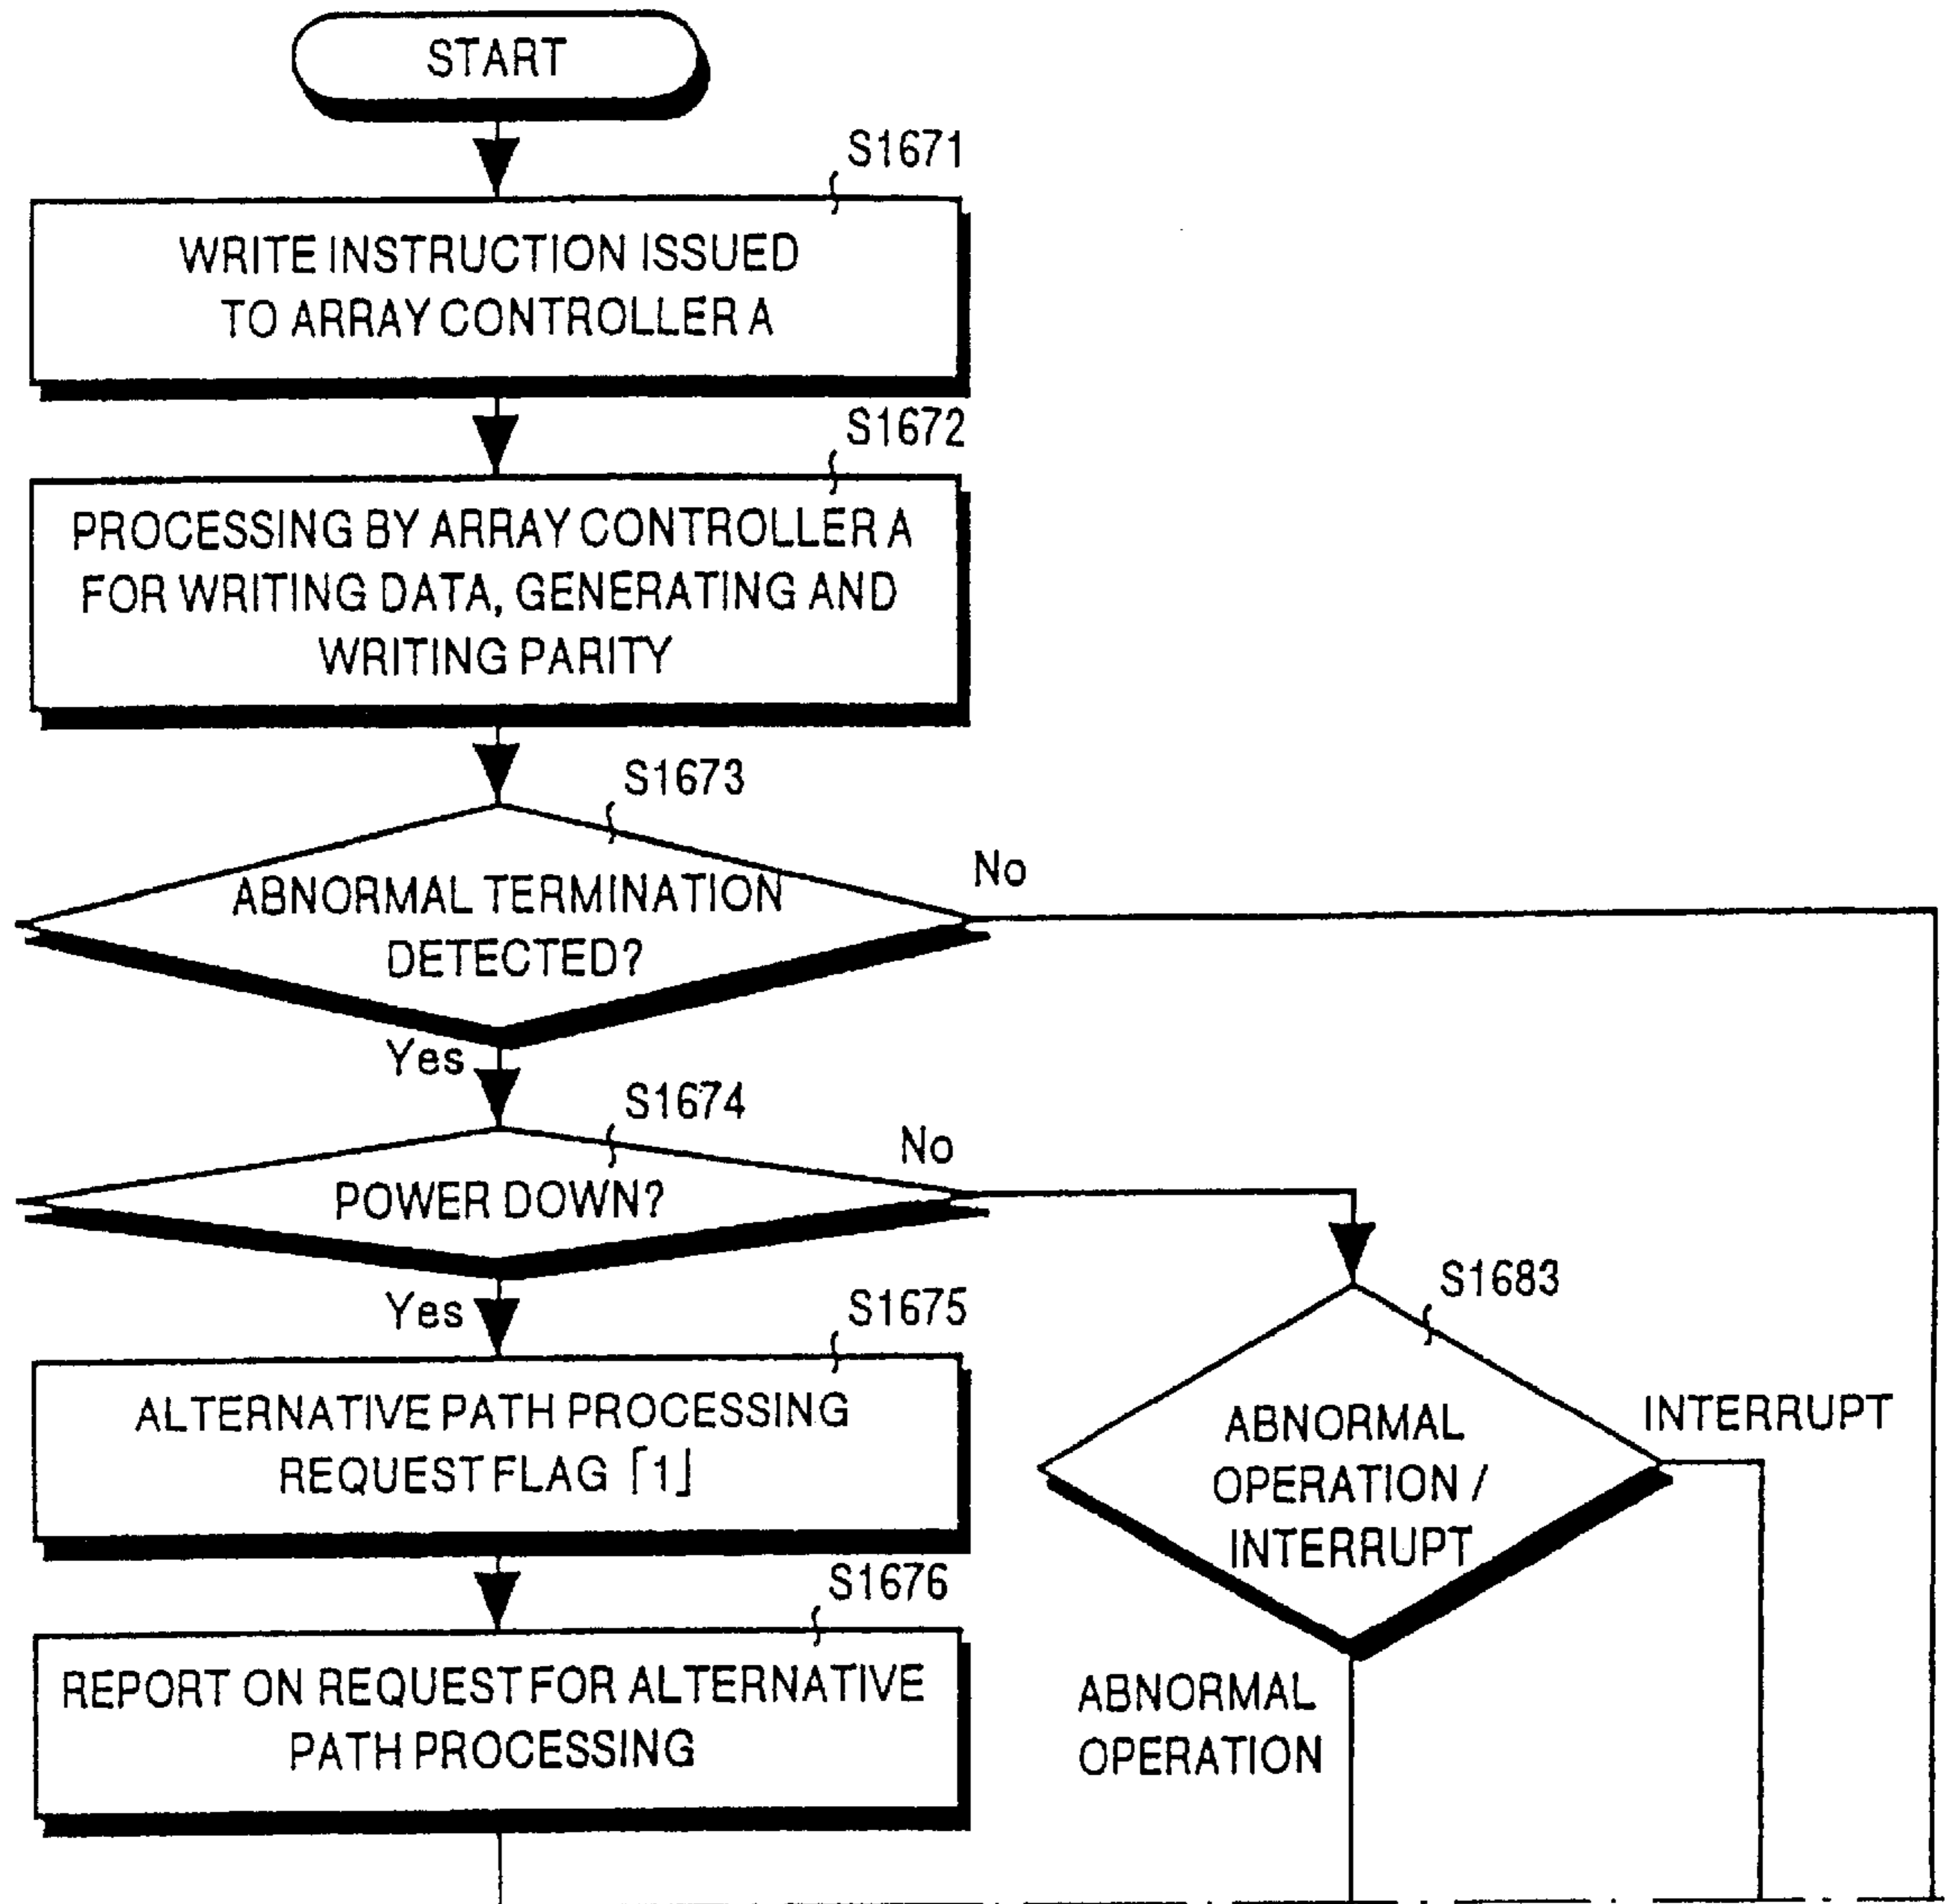 START
S1671
WRITE INSTRUCTION ISSUED
TO ARRAY CONTROLLER A
S1672
PROCESSING BY ARRAY CONTROLLER A
FOR WRITING DATA, GENERATING AND
WRITING PARITY
S1673
No
ABNORMAL TERMINATION
DETECTED?
Yes
S1674
No
POWER DOWN?
Yes
S1675
S1683
ALTERNATIVE PATH PROCESSING
REQUEST FLAG ⌈1⌋
INTERRUPT
ABNORMAL
OPERATION /
INTERRUPT
S1676
REPORT ON REQUEST FOR ALTERNATIVE
PATH PROCESSING
ABNORMAL
OPERATION